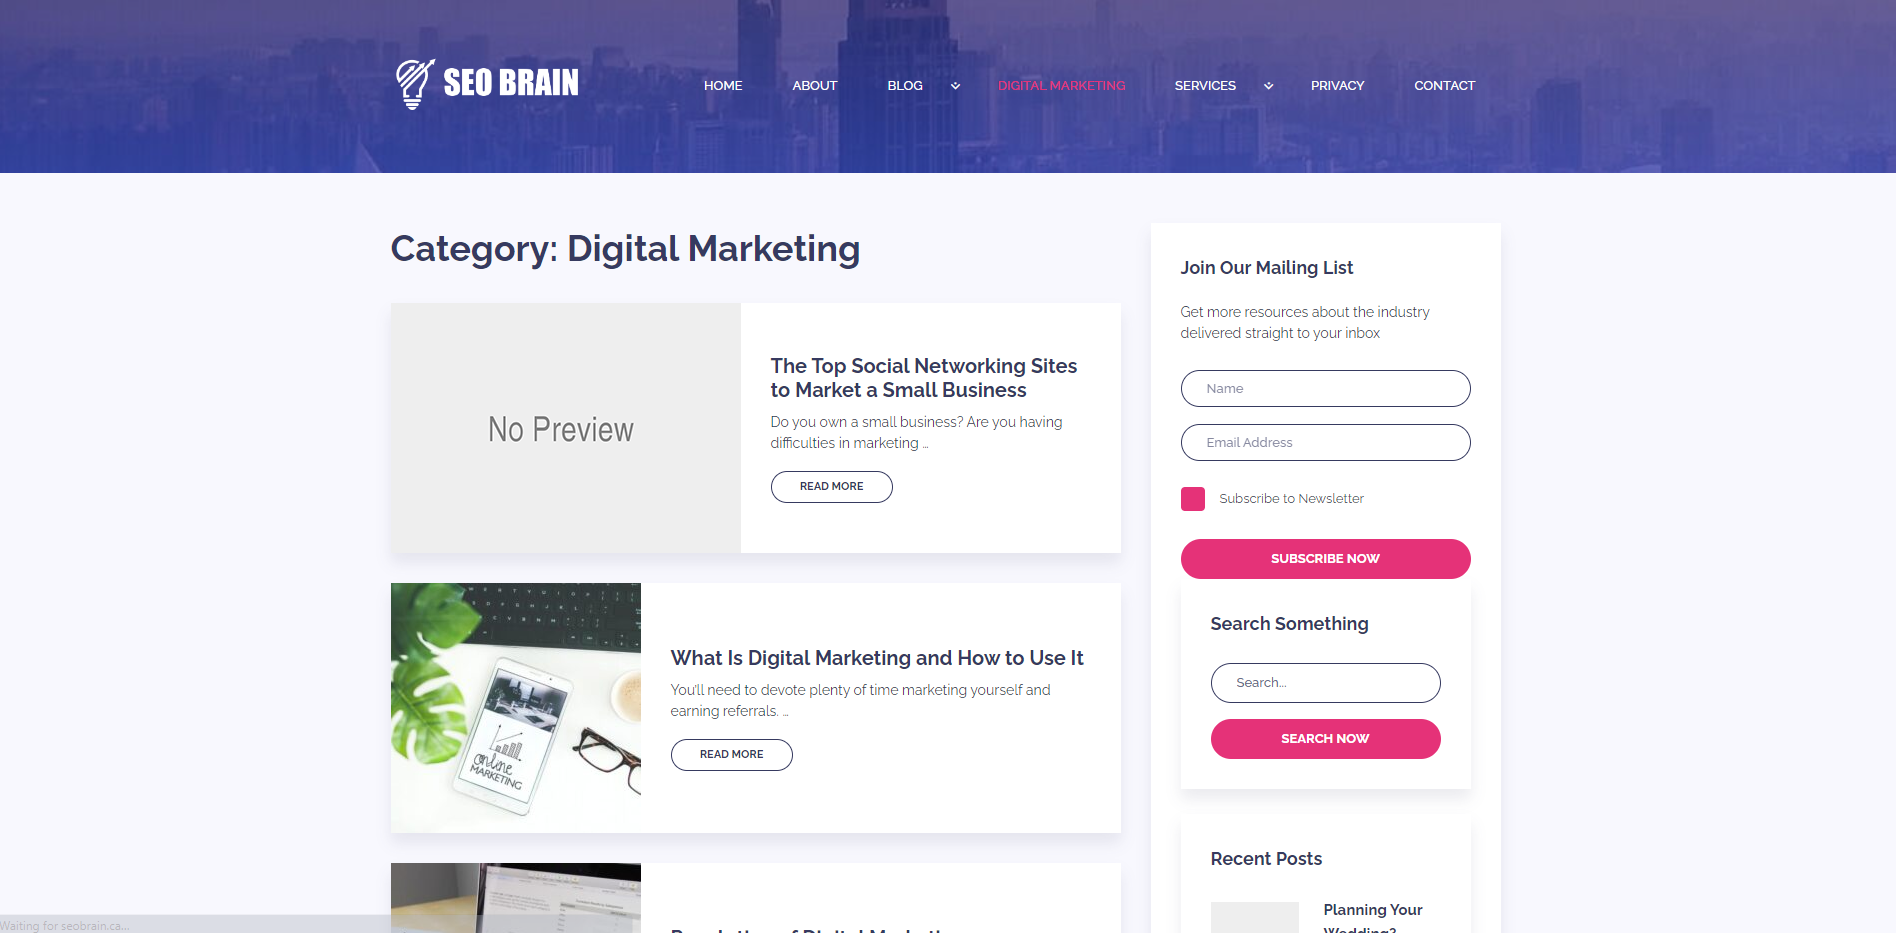 SEO BRAIN
HOME ABOUT BLOG DIGITAL MARKETING SERVICES PRIVACY CONTACT
Category: Digital Marketing
No Preview
The Top Social Networking Sites
to Market a Small Business
Do you own a small business? Are you having
difficulties in marketing ...
READ MORE
online
MARKETING
What Is Digital Marketing and How to Use It
You'll need to devote plenty of time marketing yourself and
earning referrals. ...
READ MORE
Join Our Mailing List
Get more resources about the industry
delivered straight to your inbox
Name
Email Address
Subscribe to Newsletter
SUBSCRIBE NOW
Search Something
Search...
SEARCH NOW
Recent Posts
Planning Your
Wedding?
Waiting for seobrain.ca...